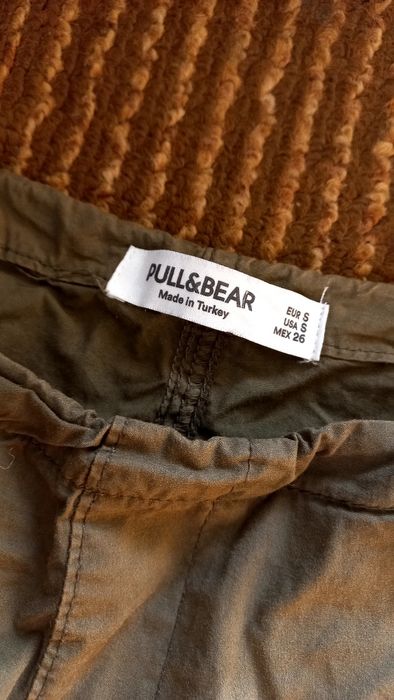 PULL&BEAR
Made in Turkey
EUR S
USA S
MEX 26